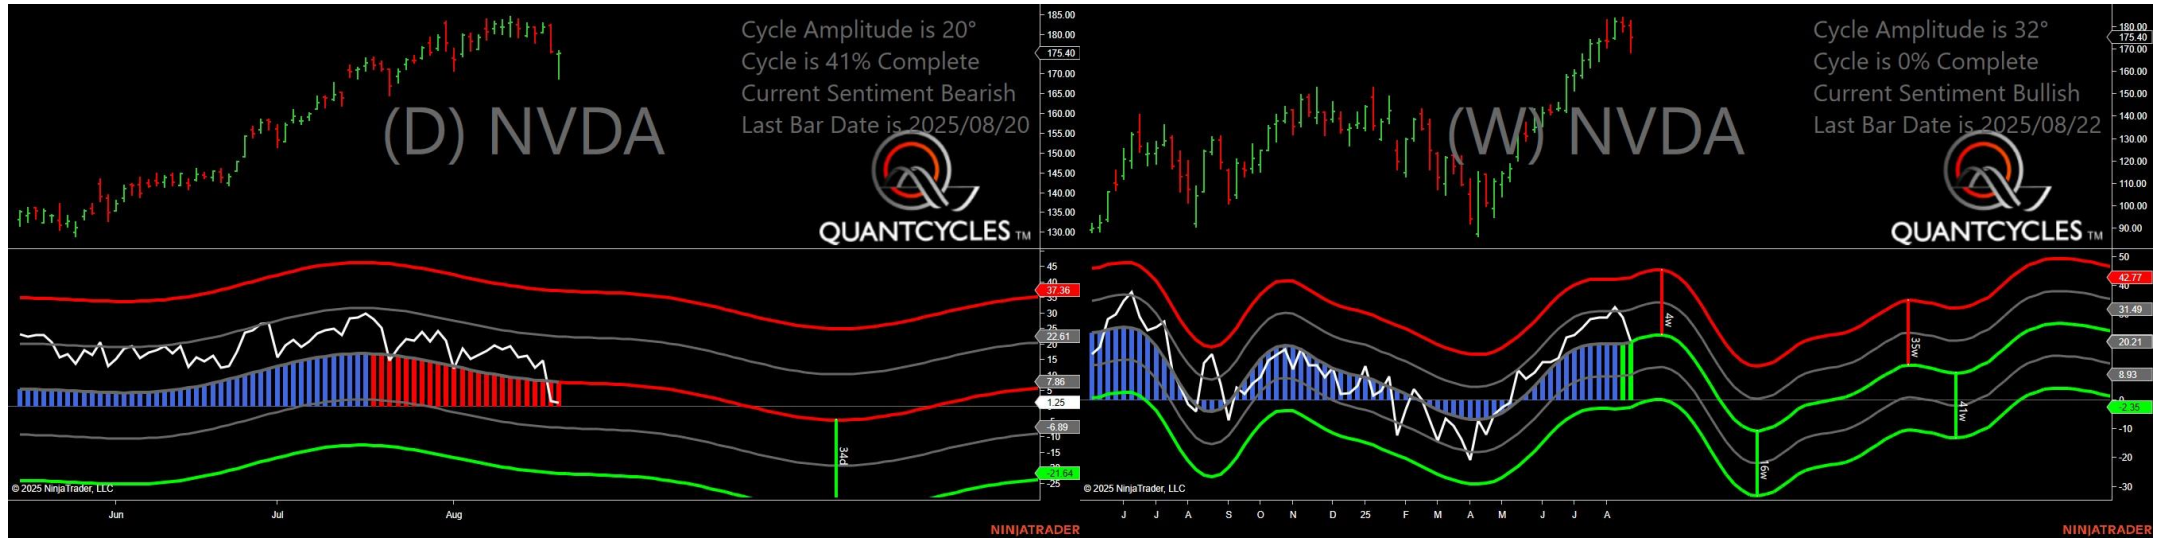 Cycle Amplitude is 20°
Cycle is 41% Complete
Current Sentiment Bearish
Last Bar Date is 2025/08/20
(D) NVDA
QUANTCYCLES TM
185.00
180.00
175.40
170.00
165.00
160.00
155.00
150.00
145.00
140.00
135.00
130.00
45
37.36
35
30
25
22.61
20
15
10
7.86
5
1.25
-5
-6.89
-10
-15
-21.64
-25
34d
© 2025 NinjaTrader, LLC
Jun Jul Aug
NINJATRADER
Cycle Amplitude is 32°
Cycle is 0% Complete
Current Sentiment Bullish
Last Bar Date is 2025/08/22
(W) NVDA
QUANTCYCLES TM
180.00
175.40
170.00
160.00
150.00
140.00
130.00
120.00
110.00
100.00
90.00
50
42.77
40
31.49
20.21
8.93
0
-2.35
-10
-20
-30
4w
35w
41w
16w
© 2025 NinjaTrader, LLC
J J A S O N D 25 F M A M J J A
NINJATRADER